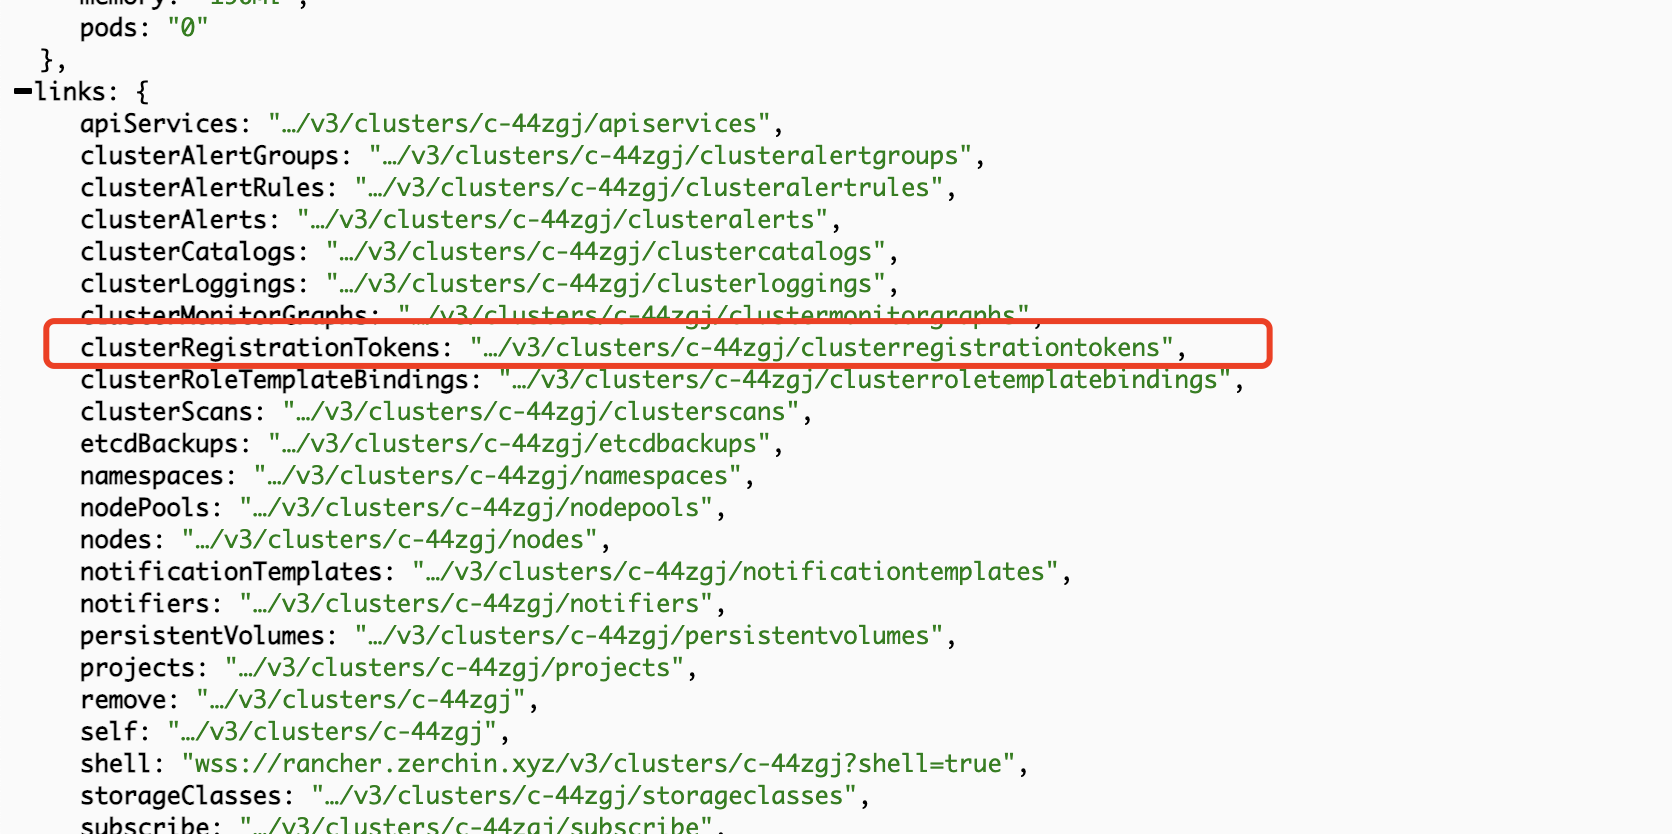 pods: "0"
},
links: {
apiServices: "…/v3/clusters/c-44zgj/apiservices",
clusterAlertGroups: "…/v3/clusters/c-44zgj/clusteralertgroups",
clusterAlertRules: "…/v3/clusters/c-44zgj/clusteralertrules",
clusterAlerts: "…/v3/clusters/c-44zgj/clusteralerts",
clusterCatalogs: "…/v3/clusters/c-44zgj/clustercatalogs",
clusterLoggings: "…/v3/clusters/c-44zgj/clusterloggings",
clusterMonitorGraphs: "…/v3/clusters/c-44zgj/clustermonitorgraphs",
clusterRegistrationTokens: "…/v3/clusters/c-44zgj/clusterregistrationtokens",
clusterRoleTemplateBindings: "…/v3/clusters/c-44zgj/clusterroletemplatebindings",
clusterScans: "…/v3/clusters/c-44zgj/clusterscans",
etcdBackups: "…/v3/clusters/c-44zgj/etcdbackups",
namespaces: "…/v3/clusters/c-44zgj/namespaces",
nodePools: "…/v3/clusters/c-44zgj/nodepools",
nodes: "…/v3/clusters/c-44zgj/nodes",
notificationTemplates: "…/v3/clusters/c-44zgj/notificationtemplates",
notifiers: "…/v3/clusters/c-44zgj/notifiers",
persistentVolumes: "…/v3/clusters/c-44zgj/persistentvolumes",
projects: "…/v3/clusters/c-44zgj/projects",
remove: "…/v3/clusters/c-44zgj",
self: "…/v3/clusters/c-44zgj",
shell: "wss://rancher.zerchin.xyz/v3/clusters/c-44zgj?shell=true",
storageClasses: "…/v3/clusters/c-44zgj/storageclasses",
subscribe: "…/v3/clusters/c-44zgj/subscribe",